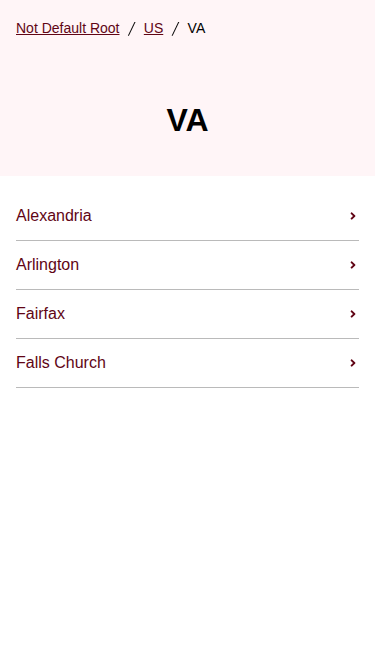 Not Default Root / US / VA
VA
Alexandria
Arlington
Fairfax
Falls Church